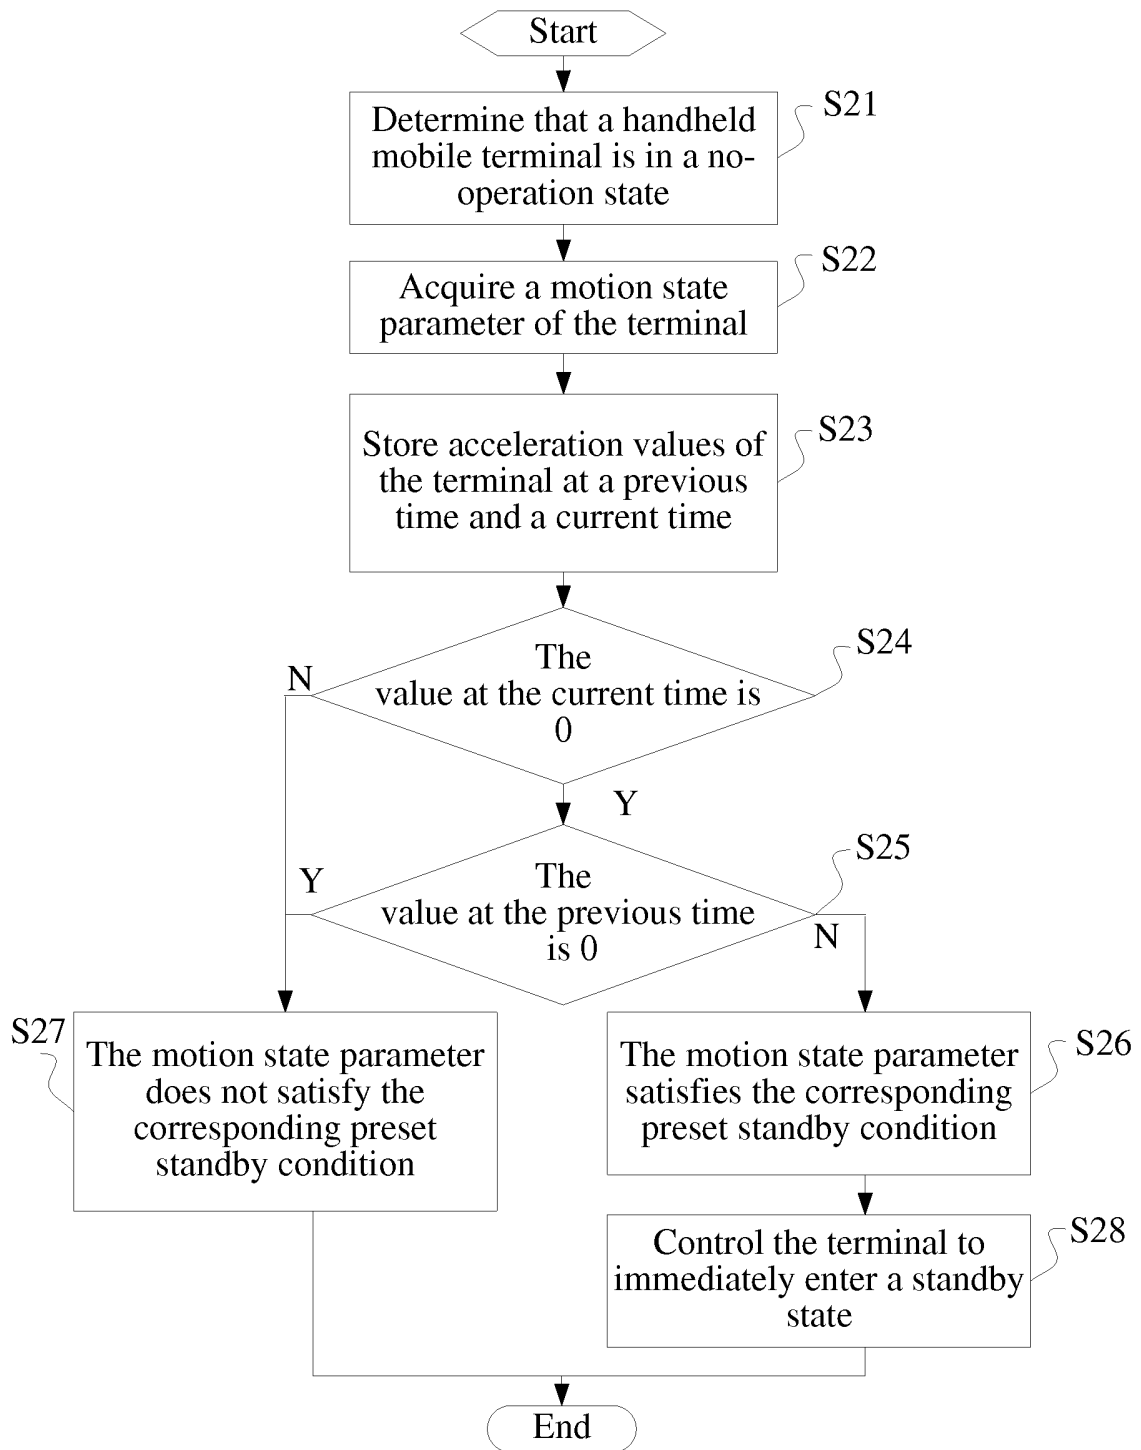 Start
S21
Determine that a handheld
mobile terminal is in a no-
operation state
S22
Acquire a motion state
parameter of the terminal
S23
Store acceleration values of
the terminal at a previous
time and a current time
S24
The
value at the current time is
0
N
Y
S25
The
value at the previous time
is 0
Y
N
S27
The motion state parameter
does not satisfy the
corresponding preset
standby condition
S26
The motion state parameter
satisfies the corresponding
preset standby condition
S28
Control the terminal to
immediately enter a standby
state
End